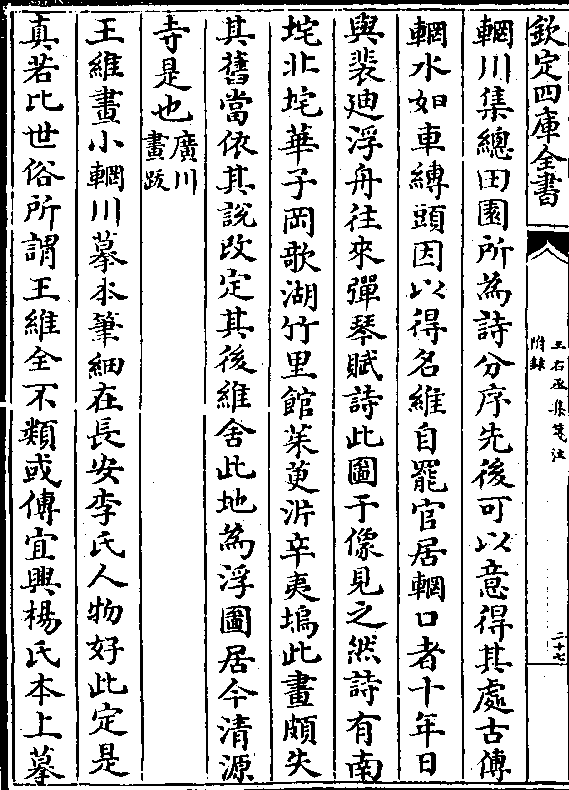 欽定四庫全書
王右丞集箋注
附録
二十七
輞川集總田園所為詩分序先後可以意得其處古傳
輞水如車縛頭因以得名維自罷官居輞口者十年日
與裴廸浮舟往來彈琴賦詩此圖于像見之然詩有南
垞北垞華子岡歌湖竹里館茱萸沜辛夷塢此畫頗失
其舊當依其説改定其後維舍此地為浮圖居今清源
寺是也廣川畫跋
王維畫小輞川摹本筆細在長安李氏人物好此定是
真若比世俗所謂王維全不類或傳宜興楊氏本上摹